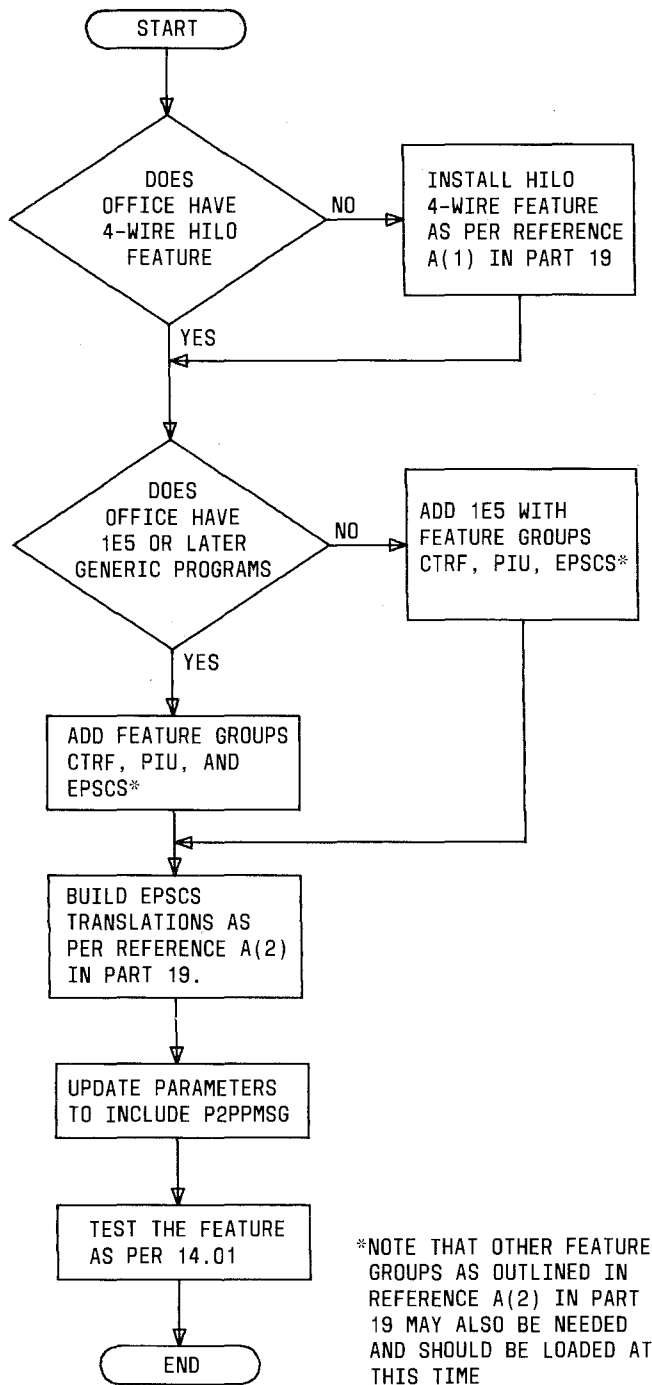 START
DOES
OFFICE HAVE
4-WIRE HILO
FEATURE
NO
INSTALL HILO
4-WIRE FEATURE
AS PER REFERENCE
A(1) IN PART 19
YES
DOES
OFFICE HAVE
1E5 OR LATER
GENERIC PROGRAMS
NO
ADD 1E5 WITH
FEATURE GROUPS
CTRF, PIU, EPSCS*
YES
ADD FEATURE GROUPS
CTRF, PIU, AND
EPSCS*
BUILD EPSCS
TRANSLATIONS AS
PER REFERENCE A(2)
IN PART 19.
UPDATE PARAMETERS
TO INCLUDE P2PPMSG
TEST THE FEATURE
AS PER 14.01
END
*NOTE THAT OTHER FEATURE
GROUPS AS OUTLINED IN
REFERENCE A(2) IN PART
19 MAY ALSO BE NEEDED
AND SHOULD BE LOADED AT
THIS TIME